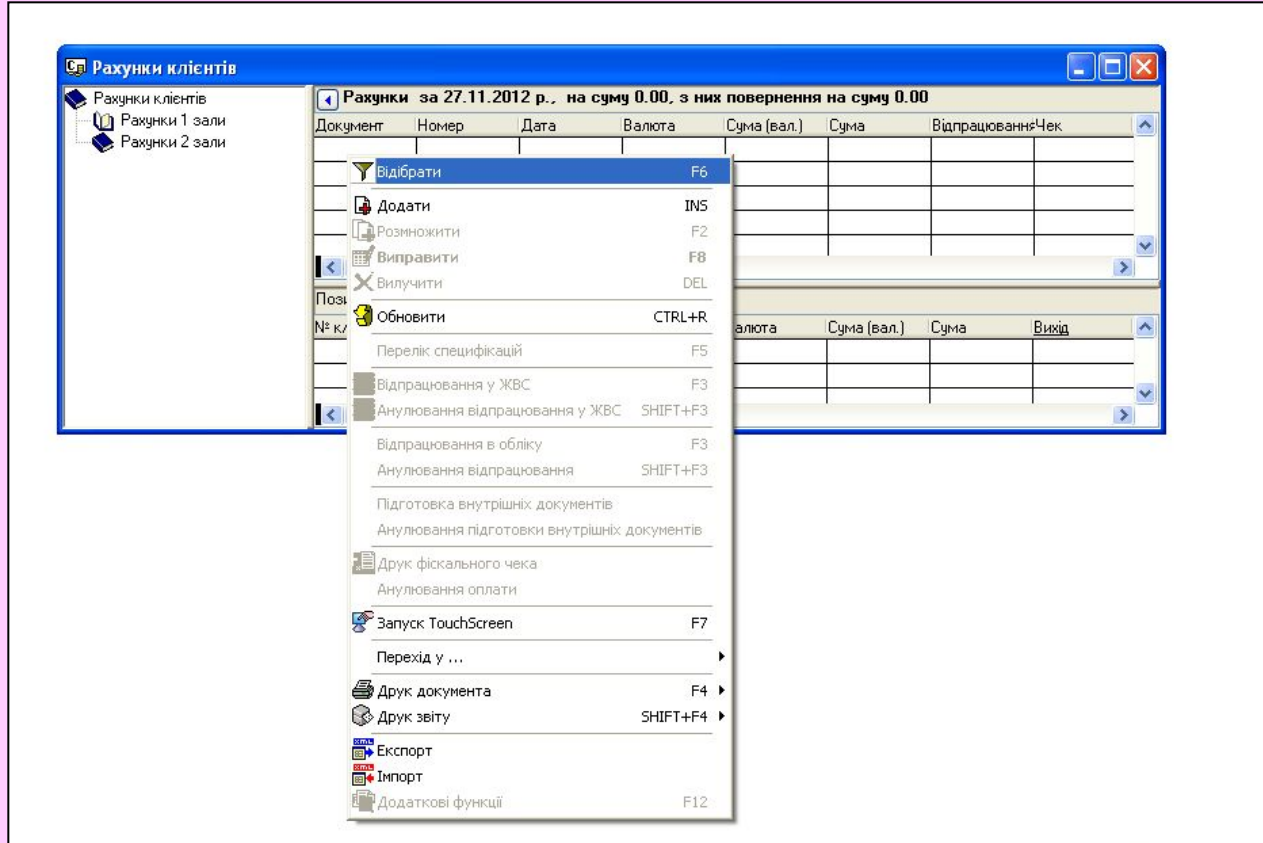 Рахунки клієнтів
Рахунки клієнтів
Рахунки 1 зали
Рахунки 2 зали
Рахунки за 27.11.2012 р., на суму 0.00, з них повернення на суму 0.00
Документ Номер Дата Валюта Сума (вал.) Сума Відпрацювання Чек
Відібрати F6
Додати INS
Розмножити F2
Виправити F8
Вилучити DEL
Обновити CTRL+R
Перелік специфікацій F5
Відпрацювання у ЖВС F3
Анулювання відпрацювання у ЖВС SHIFT+F3
Відпрацювання в обліку F3
Анулювання відпрацювання SHIFT+F3
Підготовка внутрішніх документів
Анулювання підготовки внутрішніх документів
Друк фіскального чека
Анулювання оплати
Запуск TouchScreen F7
Перехід у ...
Друк документа F4
Друк звіту SHIFT+F4
Експорт
Імпорт
Додаткові функції F12
Пози
№ кл алюта Сума (вал.) Сума Вихід